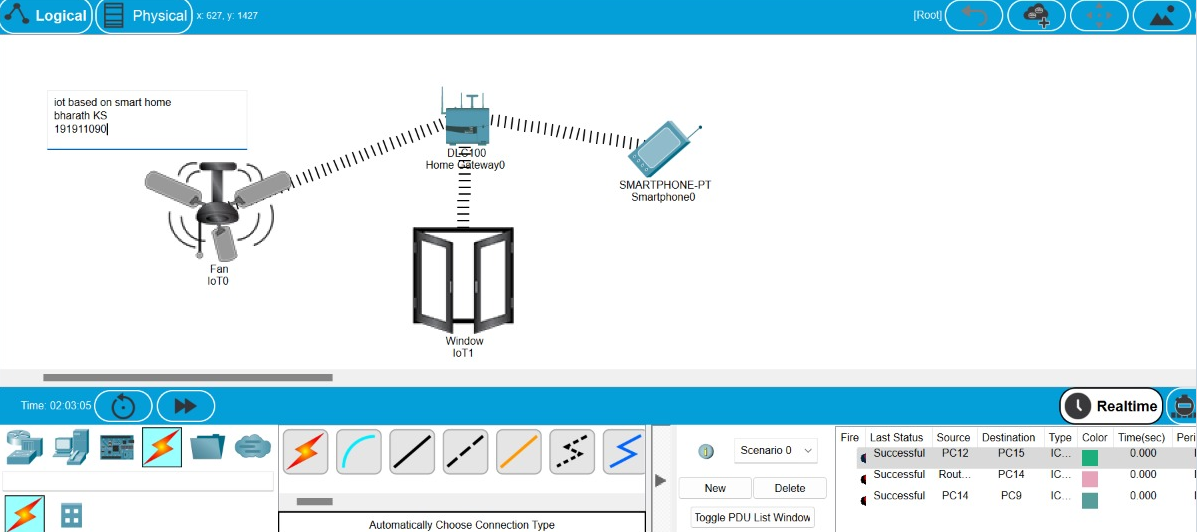 Logical
Physical
x: 627, y: 1427
[Root]
iot based on smart home
bharath KS
191911090
DLC100
Home Gateway0
SMARTPHONE-PT
Smartphone0
Fan
IoT0
Window
IoT1
Time: 02:03:05
Realtime
Scenario 0
New
Delete
Toggle PDU List Window
Automatically Choose Connection Type
Fire Last Status Source Destination Type Color Time(sec) Peri
Successful PC12 PC15 IC... 0.000
Successful Rout... PC14 IC... 0.000
Successful PC14 PC9 IC... 0.000